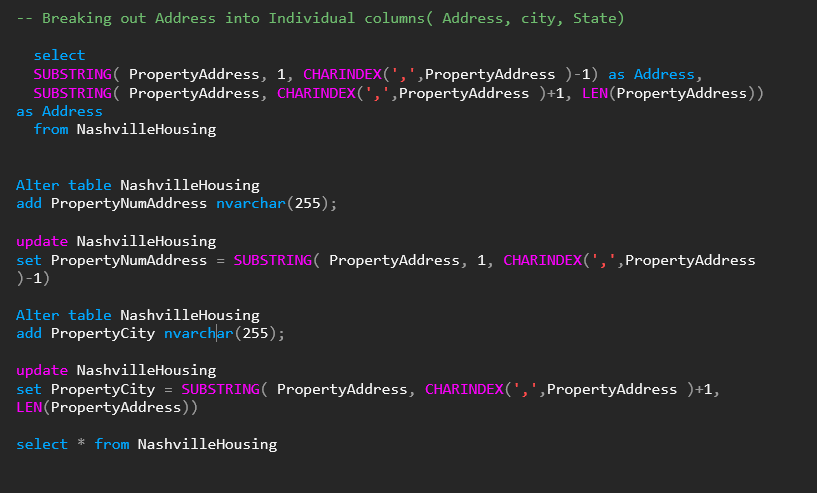 -- Breaking out Address into Individual columns( Address, city, State)
select
SUBSTRING( PropertyAddress, 1, CHARINDEX(',',PropertyAddress )-1) as Address,
SUBSTRING( PropertyAddress, CHARINDEX(',',PropertyAddress )+1, LEN(PropertyAddress))
as Address
from NashvilleHousing
Alter table NashvilleHousing
add PropertyNumAddress nvarchar(255);
update NashvilleHousing
set PropertyNumAddress = SUBSTRING( PropertyAddress, 1, CHARINDEX(',',PropertyAddress
)-1)
Alter table NashvilleHousing
add PropertyCity nvarchar(255);
update NashvilleHousing
set PropertyCity = SUBSTRING( PropertyAddress, CHARINDEX(',',PropertyAddress )+1,
LEN(PropertyAddress))
select * from NashvilleHousing